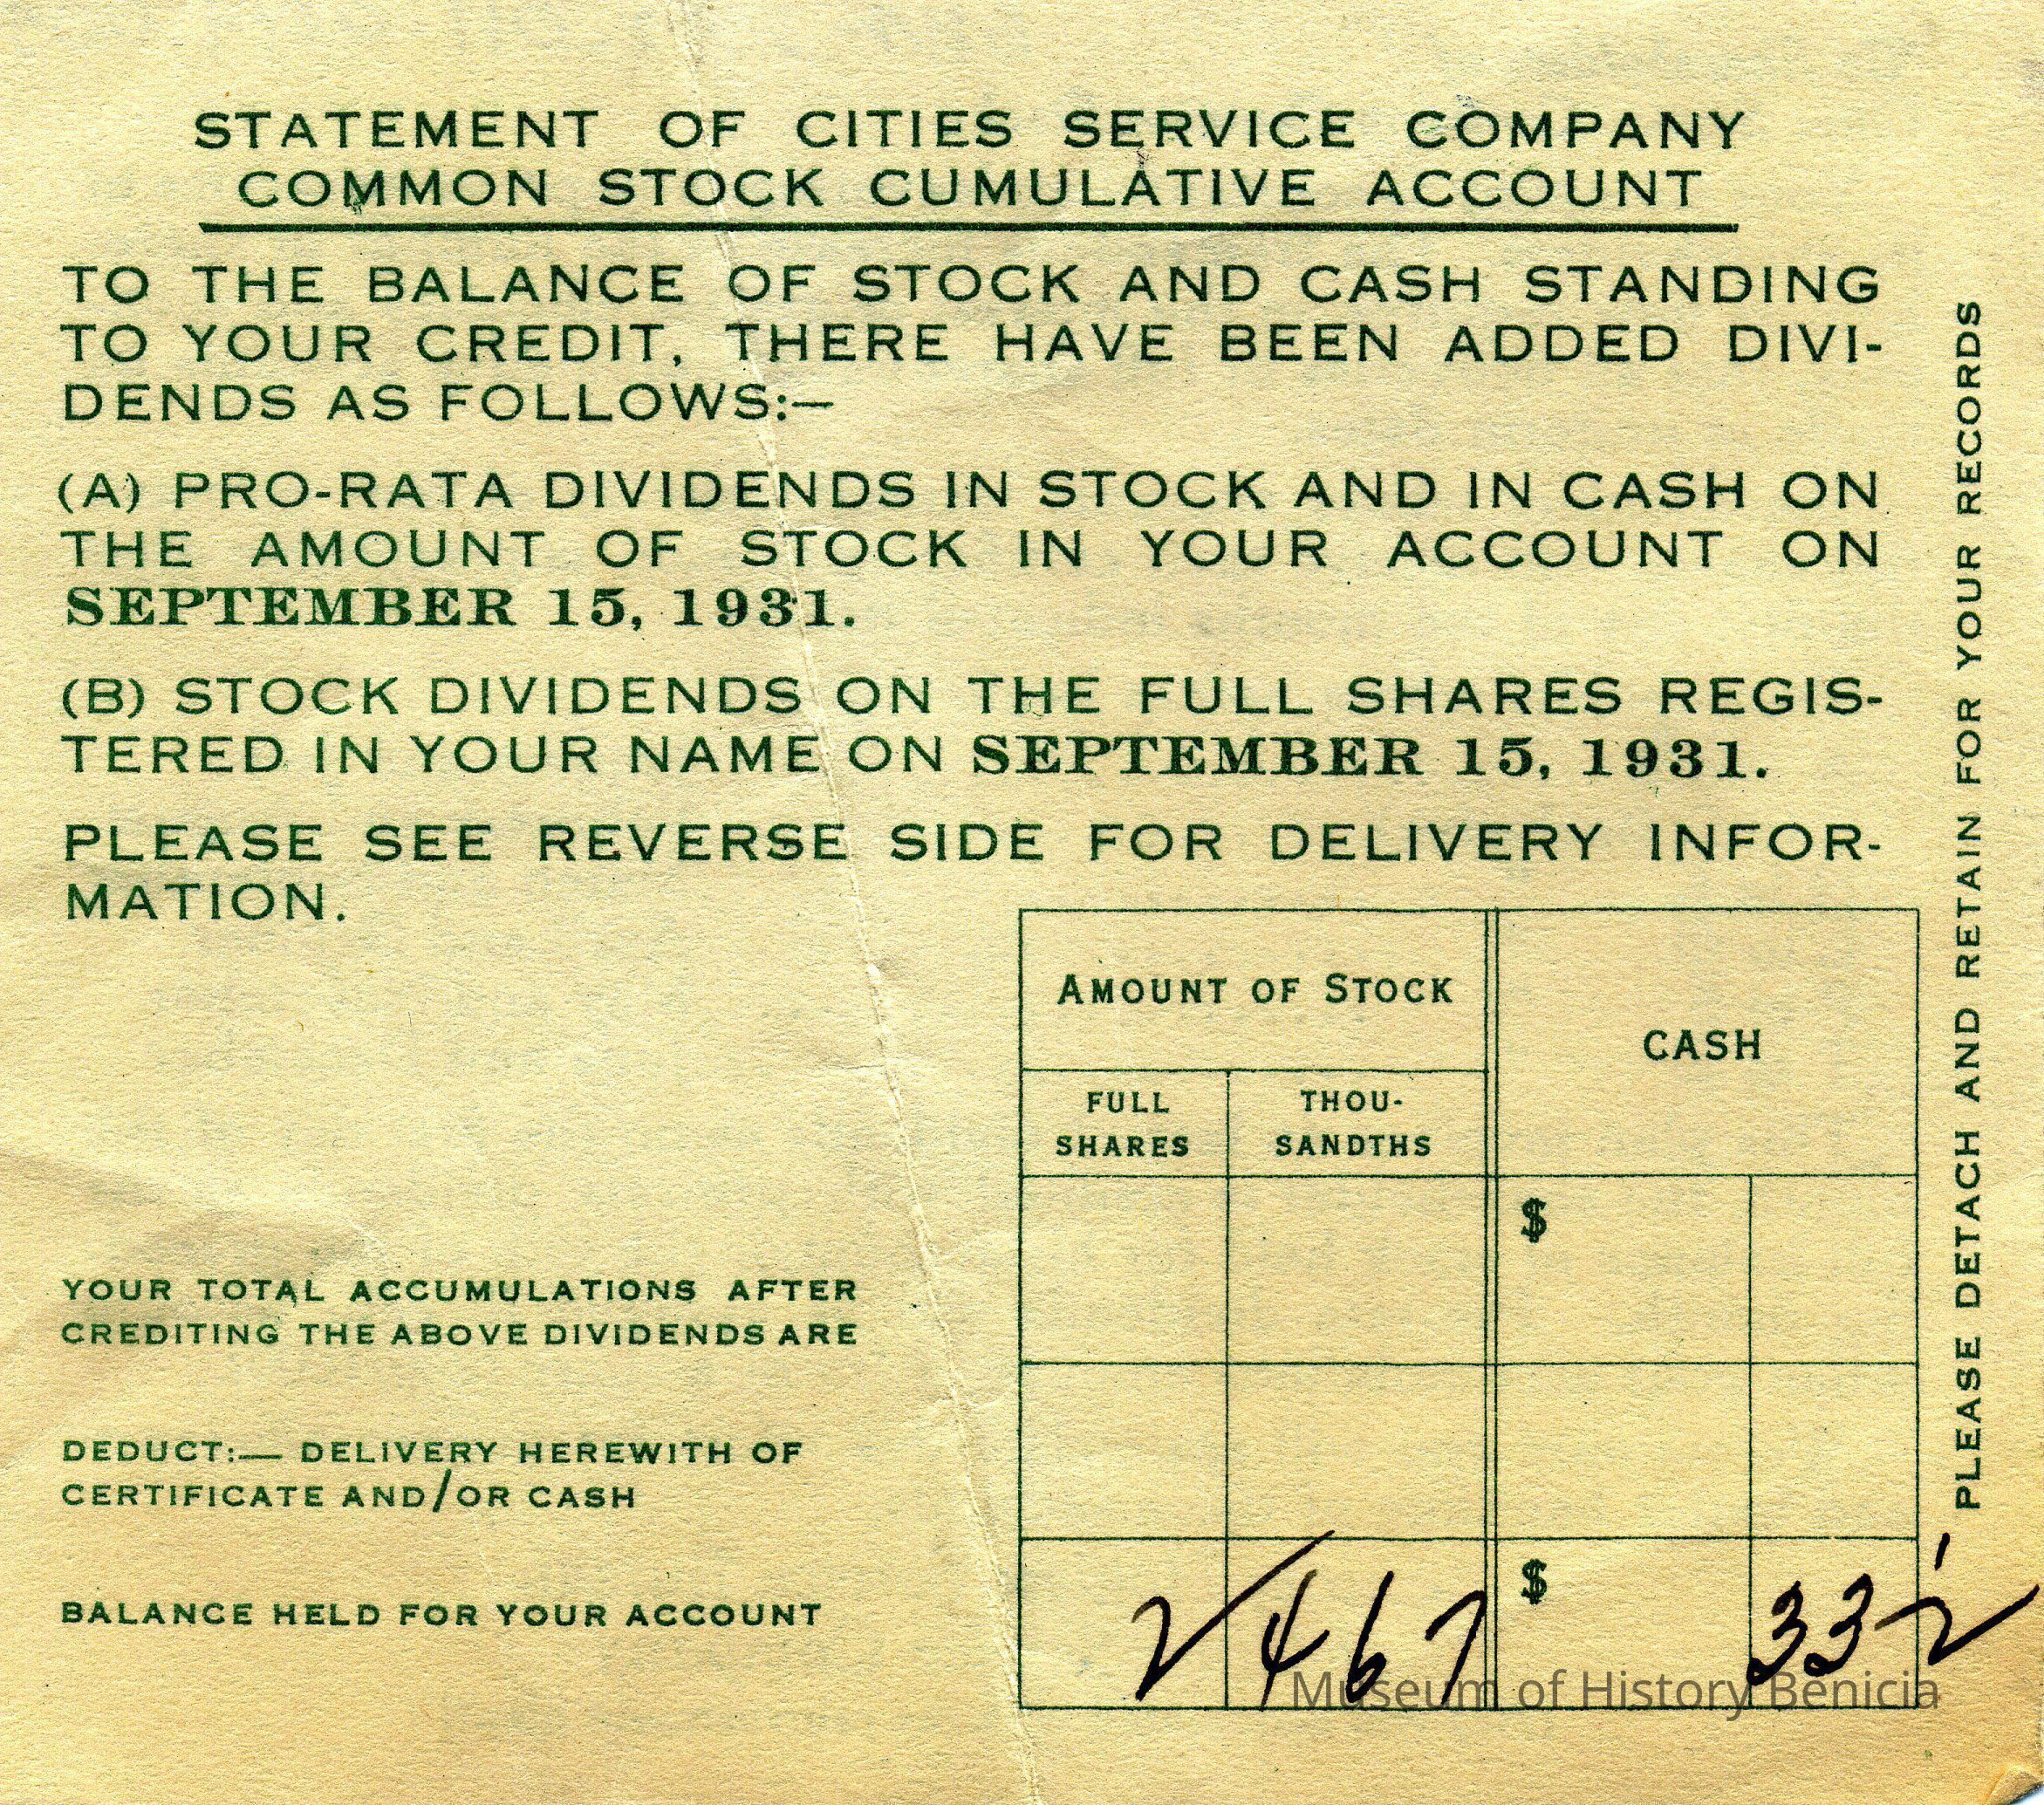 STATEMENT OF CITIES SERVICE COMPANY
COMMON STOCK CUMULATIVE ACCOUNT
TO THE BALANCE OF STOCK AND CASH STANDING
TO YOUR CREDIT, THERE HAVE BEEN ADDED DIVI-
DENDS AS FOLLOWS:—
(A) PRO-RATA DIVIDENDS IN STOCK AND IN CASH ON
THE AMOUNT OF STOCK IN YOUR ACCOUNT ON
SEPTEMBER 15, 1931.
(B) STOCK DIVIDENDS ON THE FULL SHARES REGIS-
TERED IN YOUR NAME ON SEPTEMBER 15, 1931.
PLEASE SEE REVERSE SIDE FOR DELIVERY INFOR-
MATION.
AMOUNT OF STOCK
CASH
FULL
SHARES
THOU-
SANDTHS
$
YOUR TOTAL ACCUMULATIONS AFTER
CREDITING THE ABOVE DIVIDENDS ARE
DEDUCT:— DELIVERY HEREWITH OF
CERTIFICATE AND/OR CASH
BALANCE HELD FOR YOUR ACCOUNT
2 467 $ 33 1/2
PLEASE DETACH AND RETAIN FOR YOUR RECORDS
Museum of History Benicia